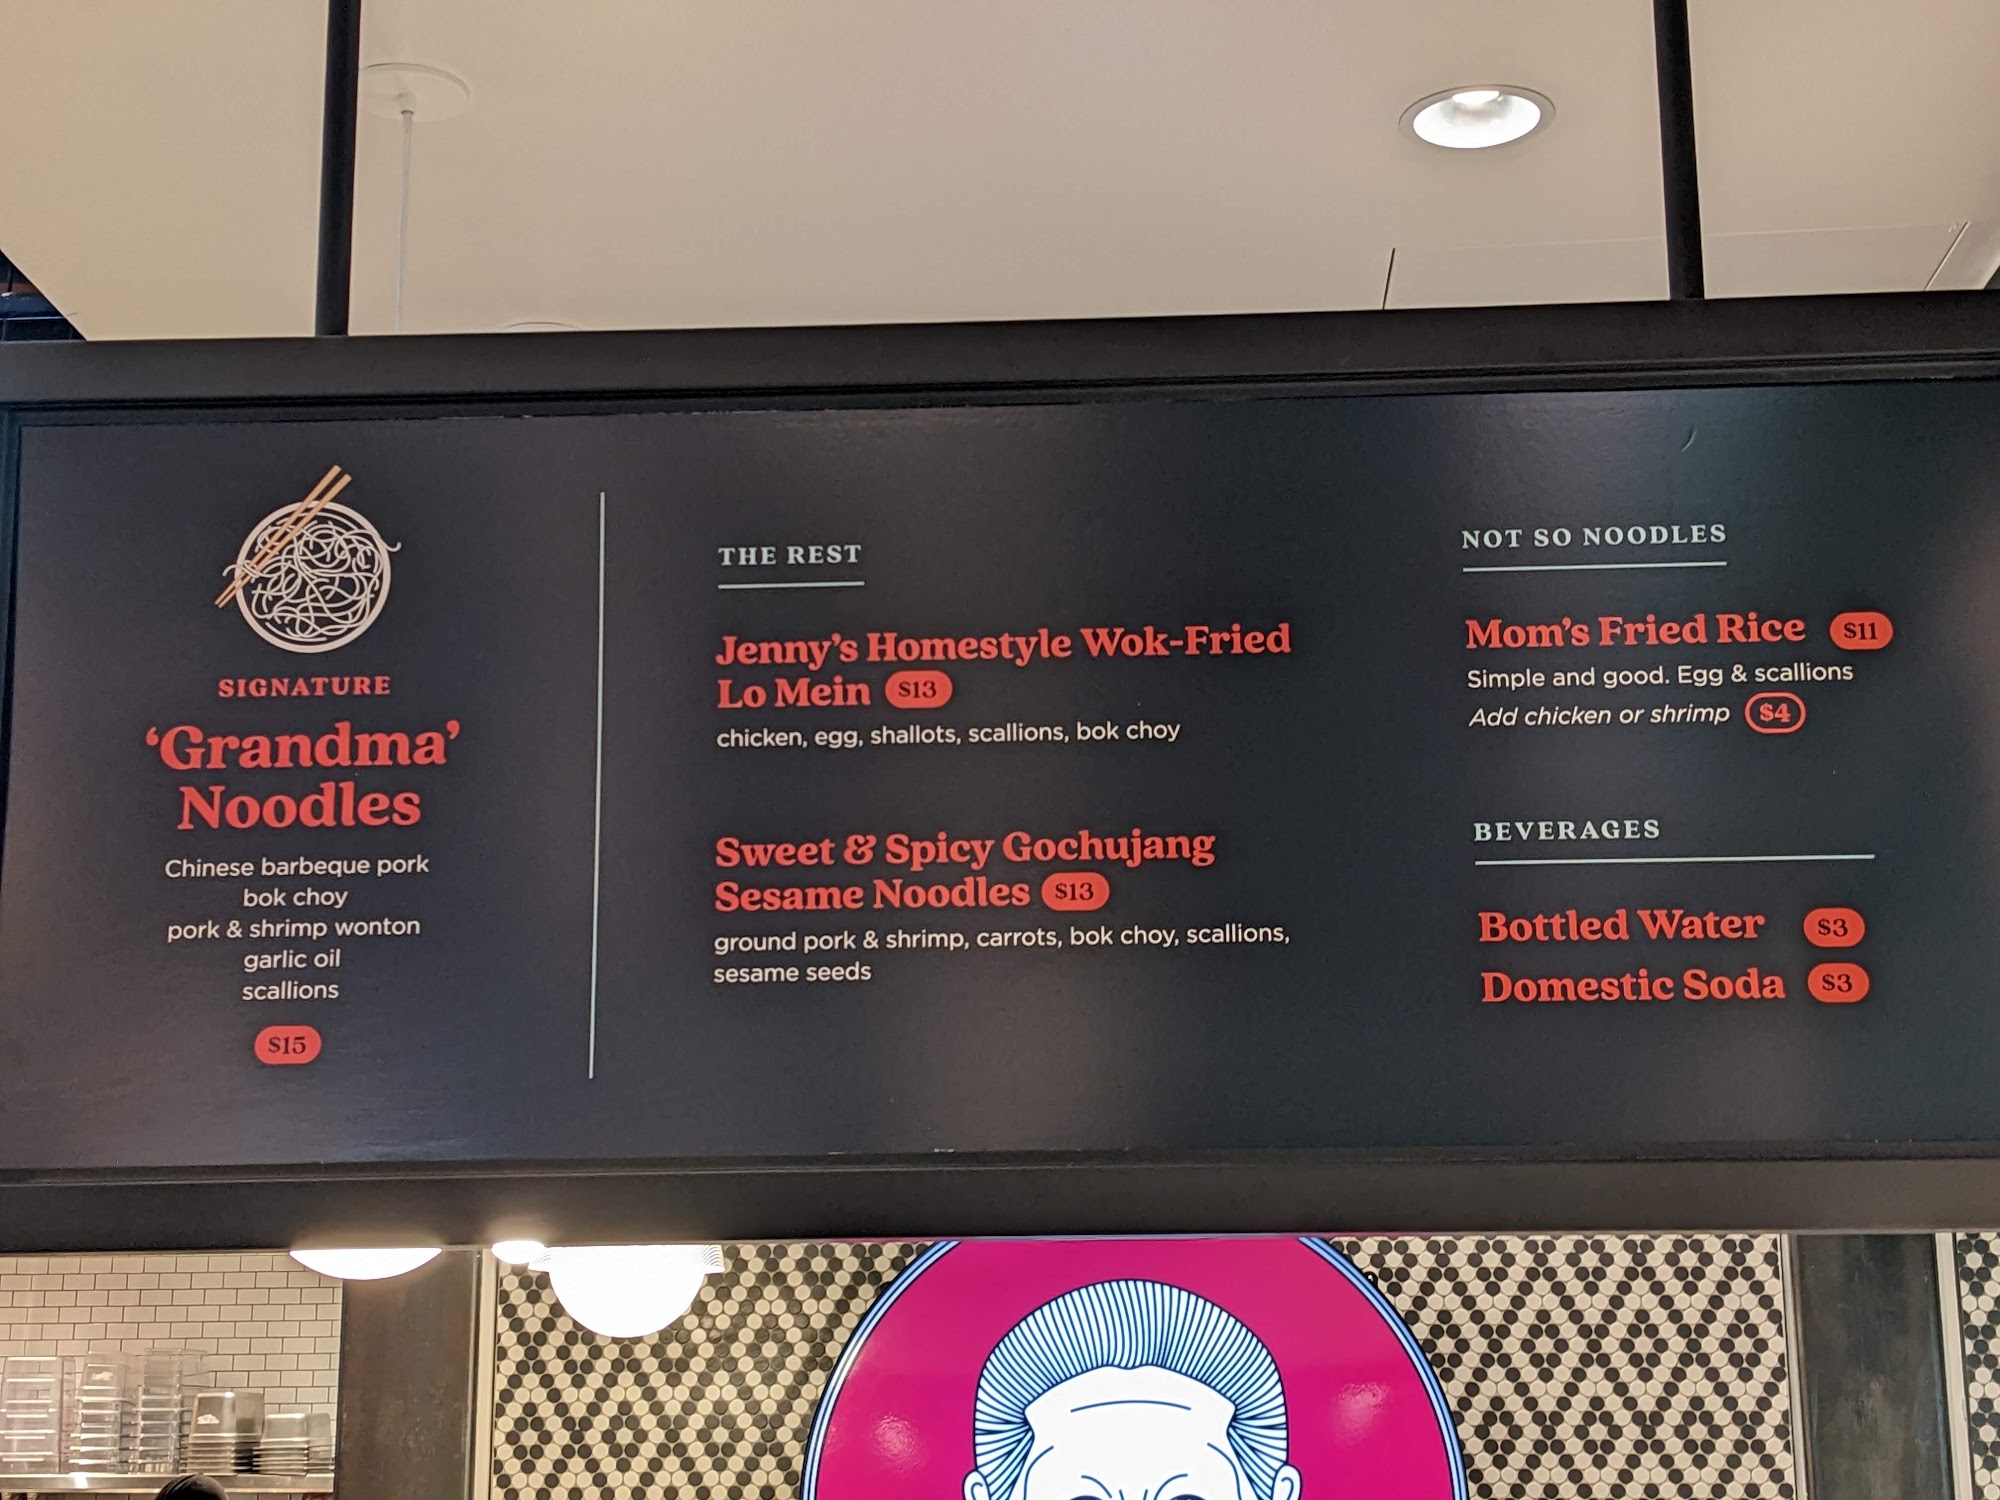 SIGNATURE
‘Grandma’
Noodles
Chinese barbeque pork
bok choy
pork & shrimp wonton
garlic oil
scallions
$15
THE REST
Jenny’s Homestyle Wok-Fried
Lo Mein $13
chicken, egg, shallots, scallions, bok choy
Sweet & Spicy Gochujang
Sesame Noodles $13
ground pork & shrimp, carrots, bok choy, scallions,
sesame seeds
NOT SO NOODLES
Mom’s Fried Rice $11
Simple and good. Egg & scallions
Add chicken or shrimp $4
BEVERAGES
Bottled Water $3
Domestic Soda $3